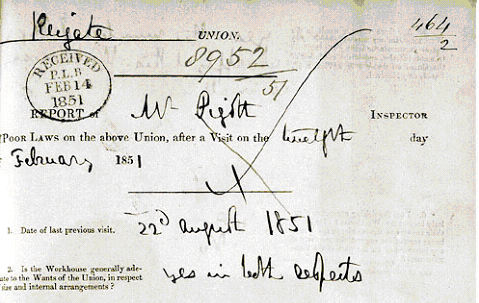 Reigate UNION. 464
2
8952
51
RECEIVED
P.L.B
FEB 14
1851
REPORT of Mr Pigott INSPECTOR
POOR LAWS on the above Union, after a Visit on the twelfth day
February 1851
1. Date of last previous visit. 22d august 1851
2. Is the Workhouse generally ade-
uate to the Wants of the Union, in respect
size and internal arrangements? yes in both respects